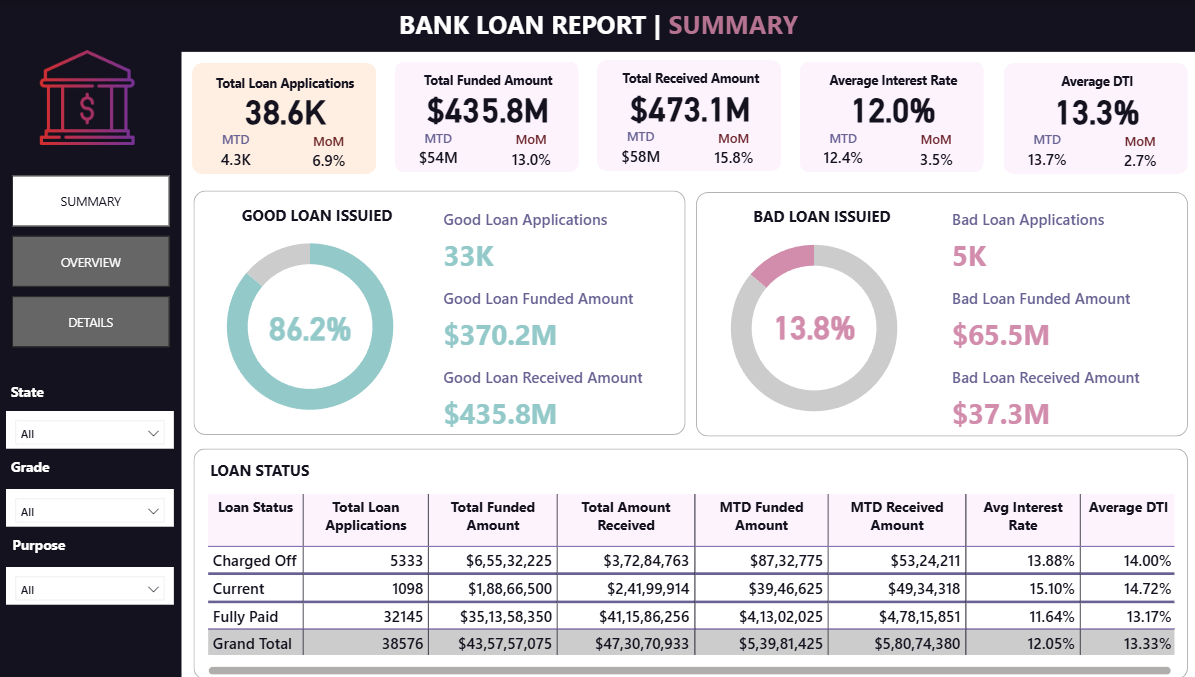 BANK LOAN REPORT | SUMMARY
$
SUMMARY
OVERVIEW
DETAILS
State
All
Grade
All
Purpose
All
Total Loan Applications
38.6K
MTD MoM
4.3K 6.9%
Total Funded Amount
$435.8M
MTD MoM
$54M 13.0%
Total Received Amount
$473.1M
MTD MoM
$58M 15.8%
Average Interest Rate
12.0%
MTD MoM
12.4% 3.5%
Average DTI
13.3%
MTD MoM
13.7% 2.7%
GOOD LOAN ISSUIED
86.2%
Good Loan Applications
33K
Good Loan Funded Amount
$370.2M
Good Loan Received Amount
$435.8M
BAD LOAN ISSUIED
13.8%
Bad Loan Applications
5K
Bad Loan Funded Amount
$65.5M
Bad Loan Received Amount
$37.3M
LOAN STATUS
Loan Status Total Loan Total Funded Total Amount MTD Funded MTD Received Avg Interest Average DTI
Applications Amount Received Amount Amount Rate
Charged Off 5333 $6,55,32,225 $3,72,84,763 $87,32,775 $53,24,211 13.88% 14.00%
Current 1098 $1,88,66,500 $2,41,99,914 $39,46,625 $49,34,318 15.10% 14.72%
Fully Paid 32145 $35,13,58,350 $41,15,86,256 $4,13,02,025 $4,78,15,851 11.64% 13.17%
Grand Total 38576 $43,57,57,075 $47,30,70,933 $5,39,81,425 $5,80,74,380 12.05% 13.33%